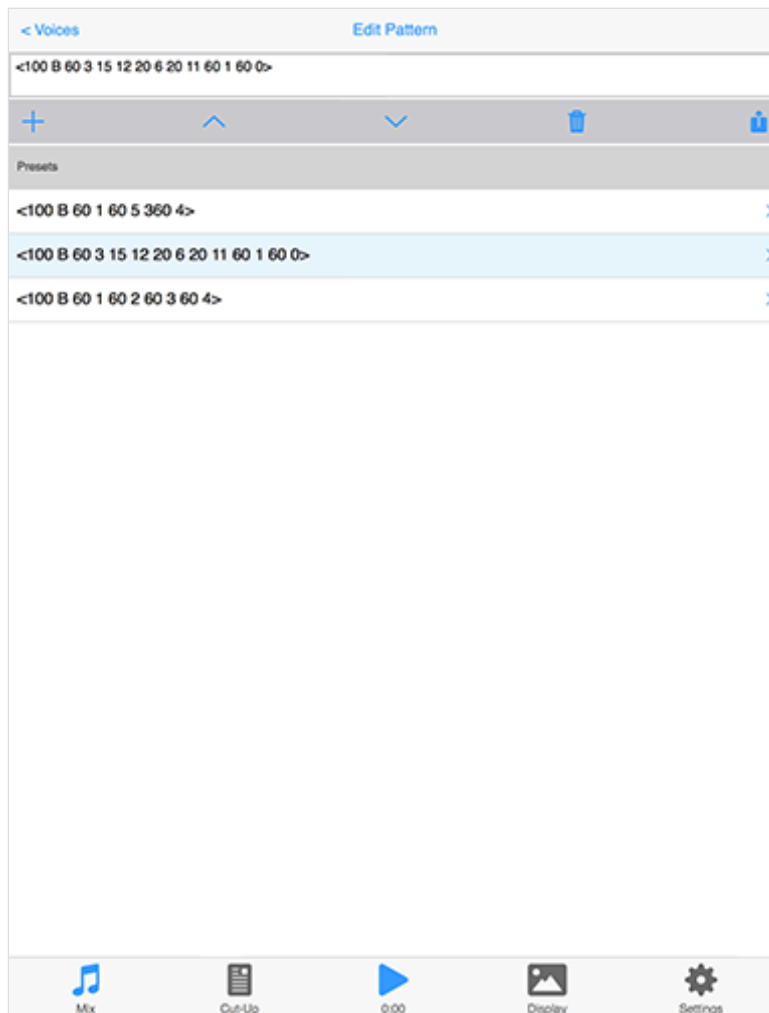 < Voices Edit Pattern
<100 B 60 3 15 12 20 6 20 11 60 1 60 0>
Presets
<100 B 60 1 60 5 360 4>
<100 B 60 3 15 12 20 6 20 11 60 1 60 0>
<100 B 60 1 60 2 60 3 60 4>
Mix Cut-Up 0:00 Display Settings